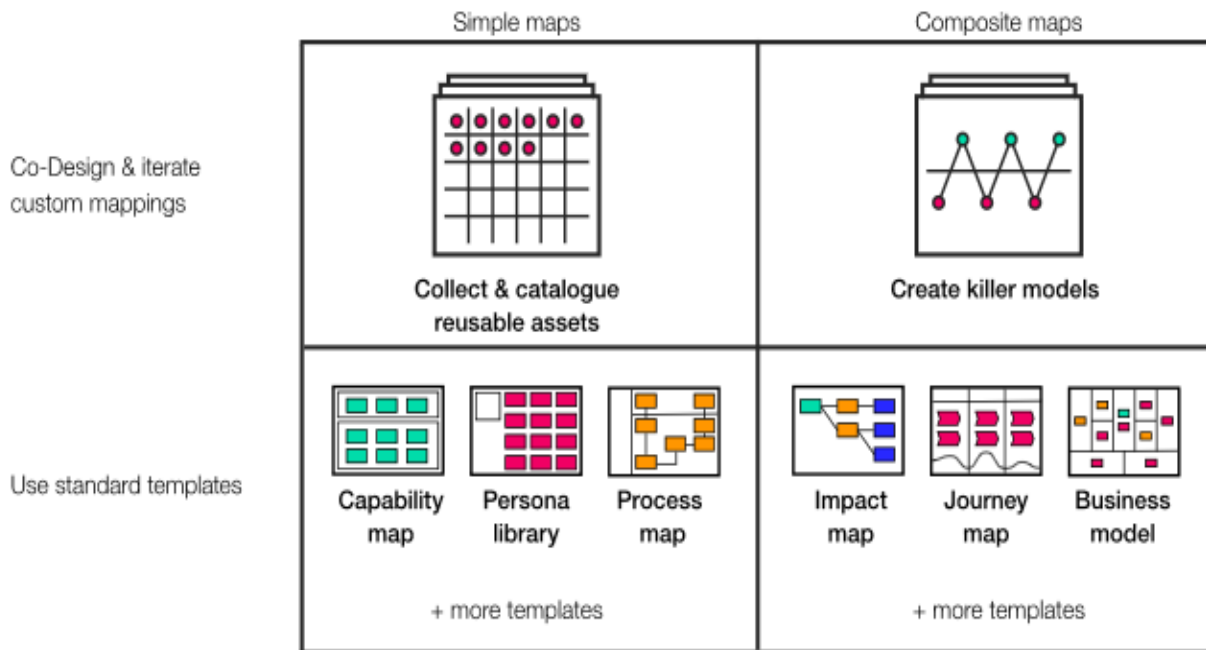 Simple maps
Composite maps
Co-Design & iterate
custom mappings
Collect & catalogue
reusable assets
Create killer models
Use standard templates
Capability
map
Persona
library
Process
map
Impact
map
Journey
map
Business
model
+ more templates
+ more templates